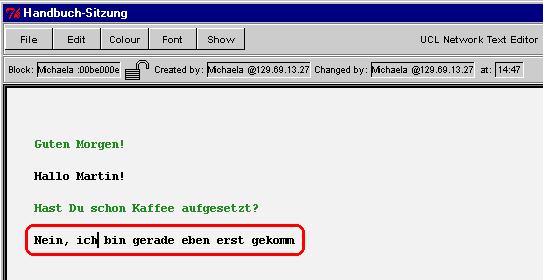 Handbuch-Sitzung
File Edit Colour Font Show UCL Network Text Editor
Block: Michaela :00be000e Created by: Michaela @129.69.13.27 Changed by: Michaela @129.69.13.27 at: 14:47
Guten Morgen!
Hallo Martin!
Hast Du schon Kaffee aufgesetzt?
Nein, ich bin gerade eben erst gekomm